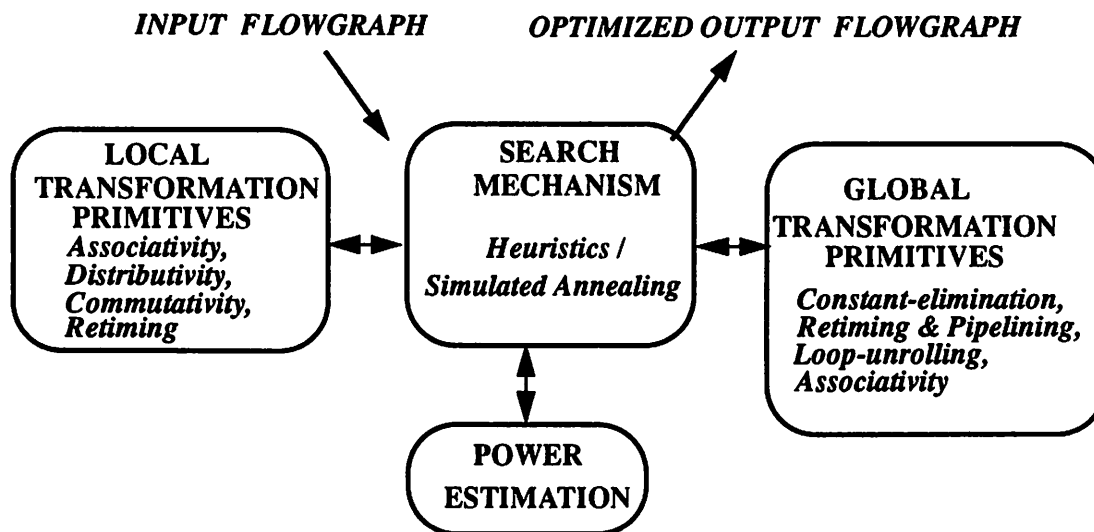 INPUT FLOWGRAPH
OPTIMIZED OUTPUT FLOWGRAPH
LOCAL
TRANSFORMATION
PRIMITIVES
Associativity,
Distributivity,
Commutativity,
Retiming
SEARCH
MECHANISM
Heuristics /
Simulated Annealing
GLOBAL
TRANSFORMATION
PRIMITIVES
Constant-elimination,
Retiming & Pipelining,
Loop-unrolling,
Associativity
POWER
ESTIMATION